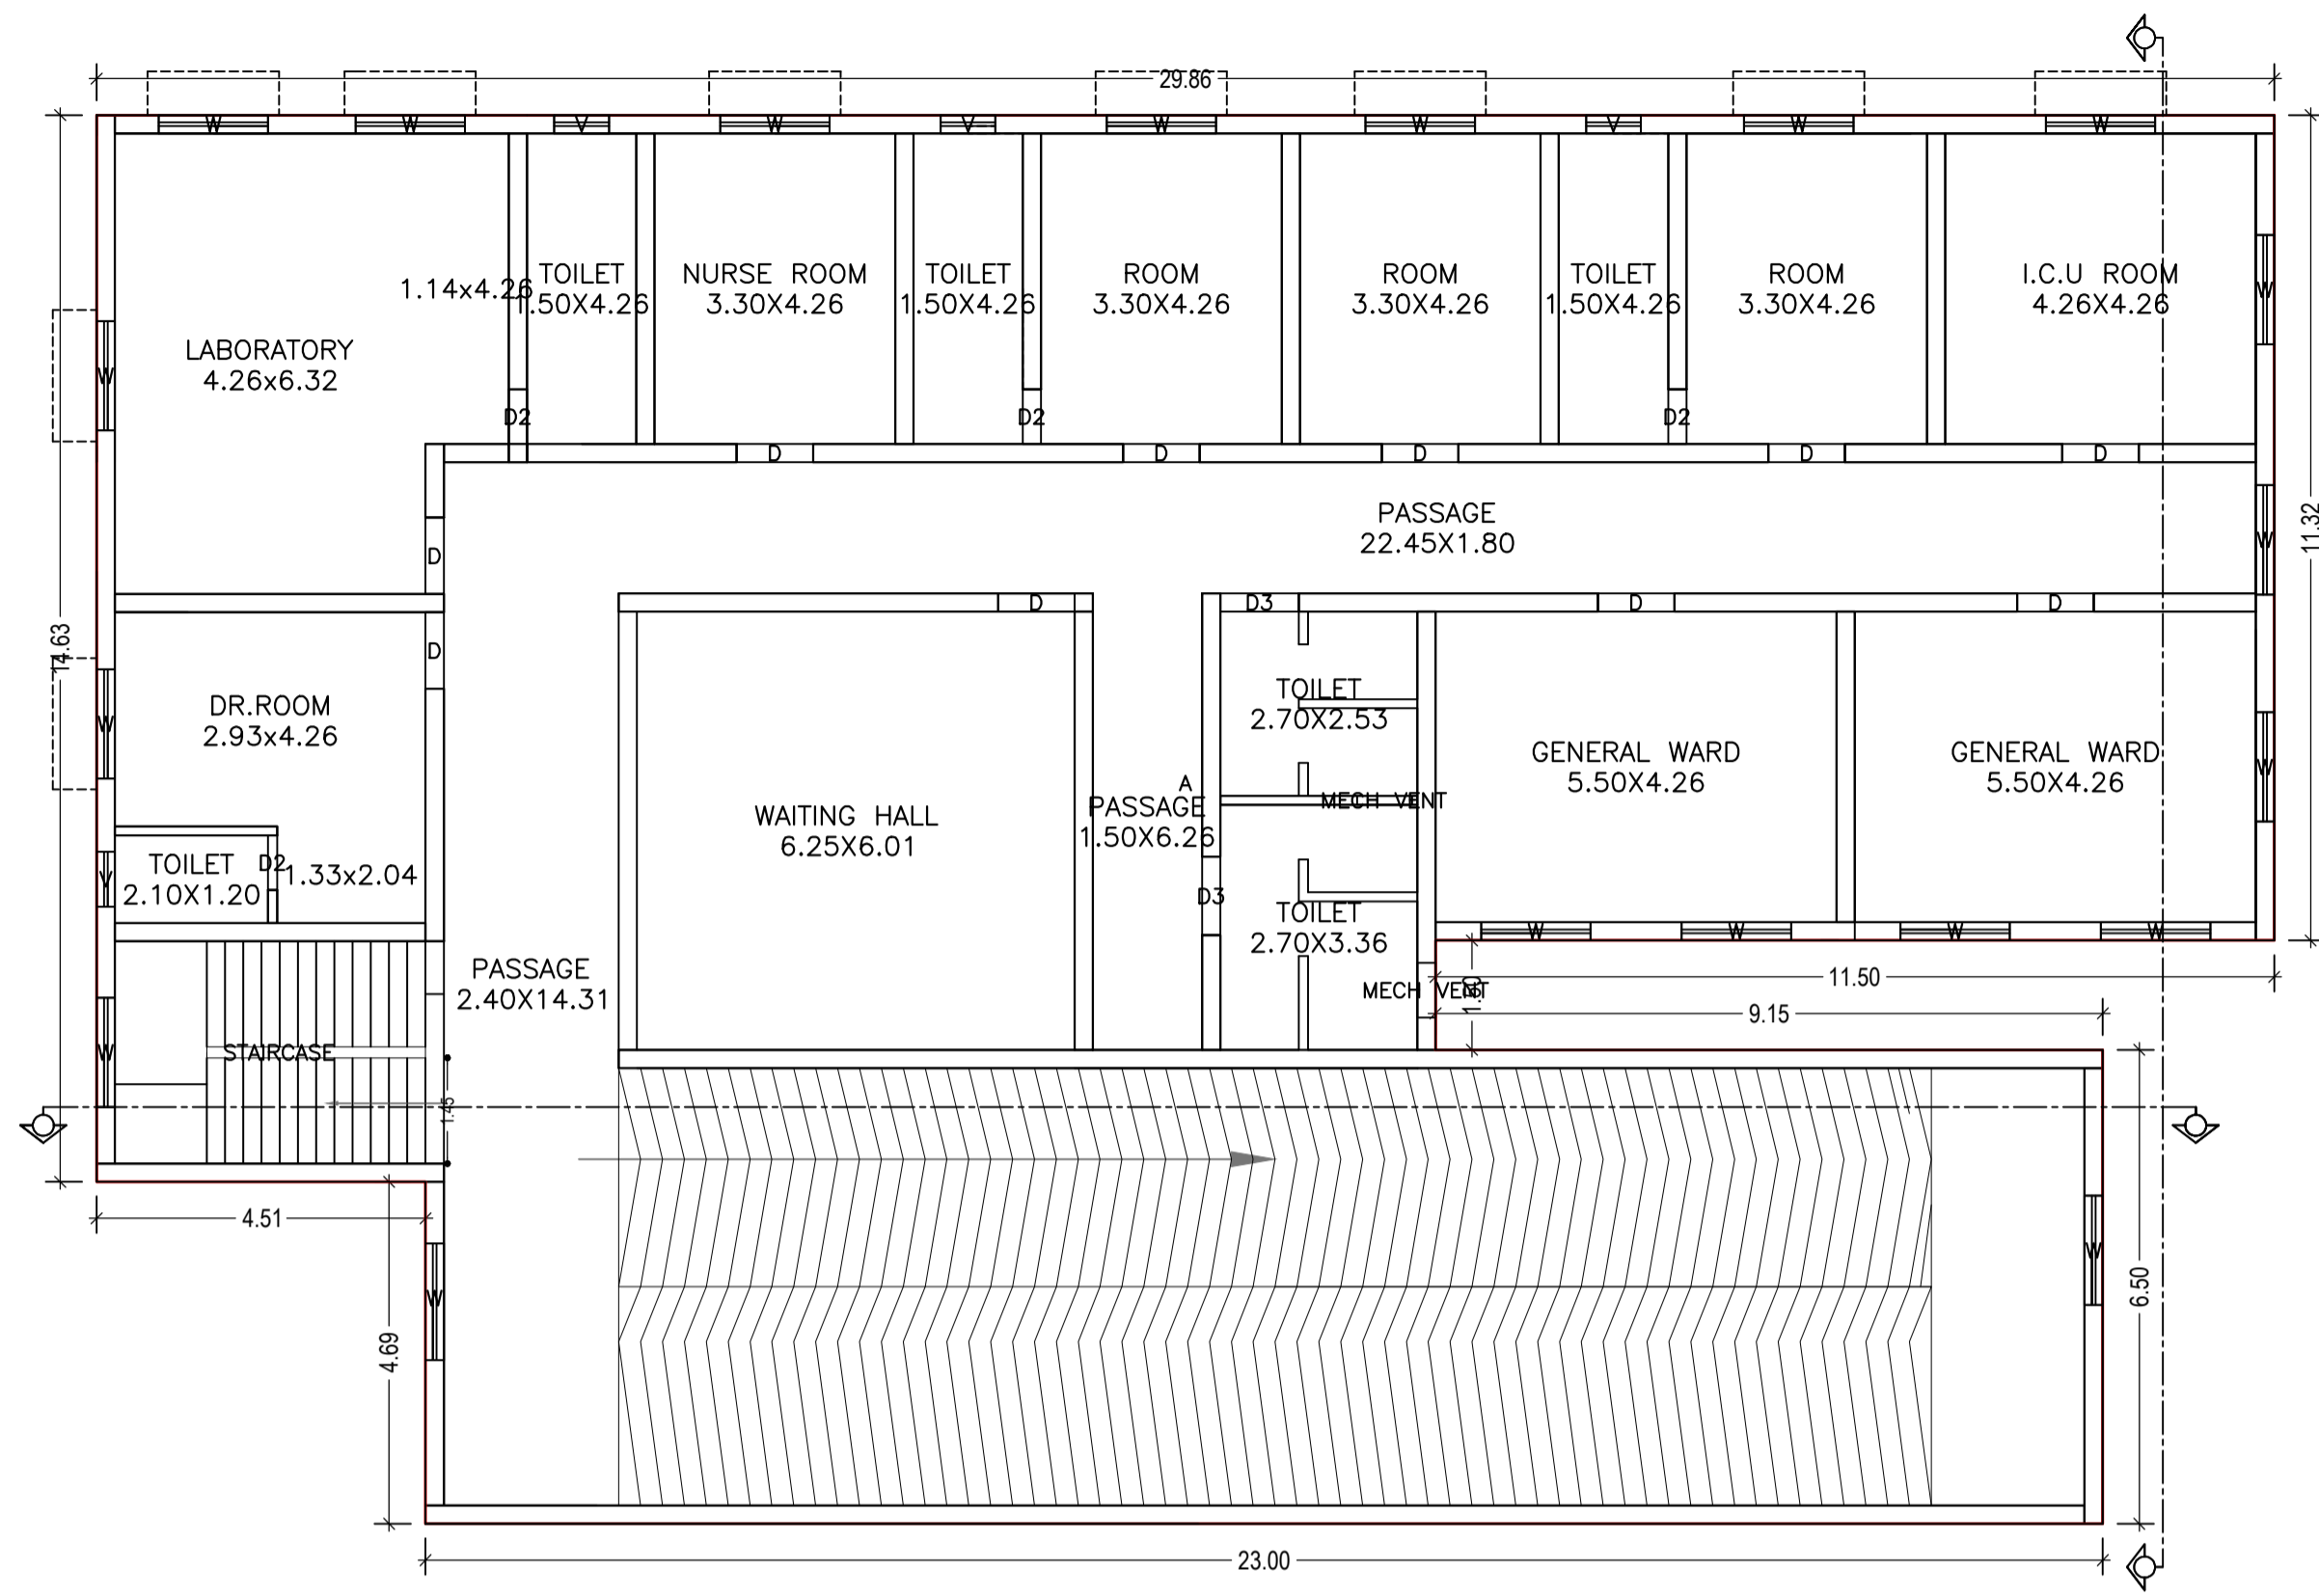 29.86
W
W
V
W
V
W
W
V
W
W
TOILET
1.50X4.26
NURSE ROOM
3.30X4.26
TOILET
1.50X4.26
ROOM
3.30X4.26
ROOM
3.30X4.26
TOILET
1.50X4.26
ROOM
3.30X4.26
I.C.U ROOM
4.26X4.26
W
1.14x4.26
LABORATORY
4.26x6.32
W
D2
D2
D2
D
D
D
D
D
PASSAGE
22.45X1.80
W
11.32
D
D
D3
D
D
14.63
D
DR.ROOM
2.93x4.26
W
TOILET
2.70X2.53
GENERAL WARD
5.50X4.26
GENERAL WARD
5.50X4.26
W
A
PASSAGE
1.50X6.26
MECH VENT
WAITING HALL
6.25X6.01
TOILET
2.10X1.20
D2
1.33x2.04
V
D3
TOILET
2.70X3.36
W
W
W
W
PASSAGE
2.40X14.31
MECH VENT
11.50
9.15
STAIRCASE
W
1.45
4.51
W
W
4.69
6.50
23.00